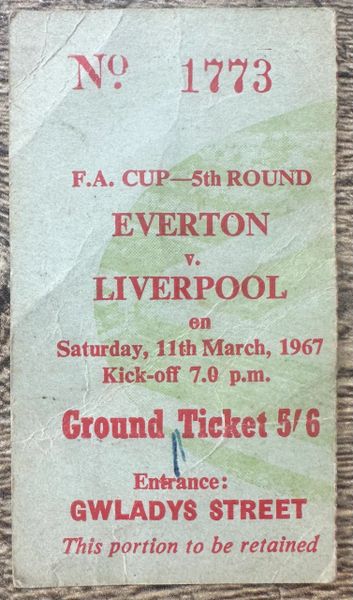 No. 1773
F.A. CUP—5th ROUND
EVERTON
v.
LIVERPOOL
on
Saturday, 11th March, 1967
Kick-off 7.0 p.m.
Ground Ticket 5/6
Entrance:
GWLADYS STREET
This portion to be retained